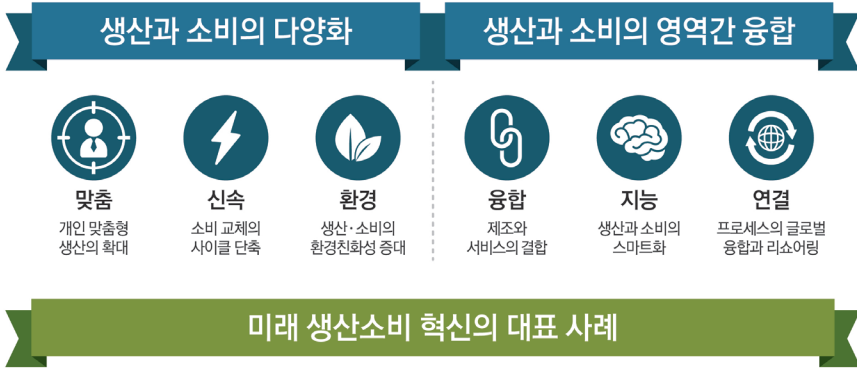 생산과 소비의 다양화
생산과 소비의 영역간 융합
맞춤
개인 맞춤형
생산의 확대
신속
소비 교체의
사이클 단축
환경
생산·소비의
환경친화성 증대
융합
제조와
서비스의 결합
지능
생산과 소비의
스마트화
연결
프로세스의 글로벌
융합과 리쇼어링
미래 생산소비 혁신의 대표 사례